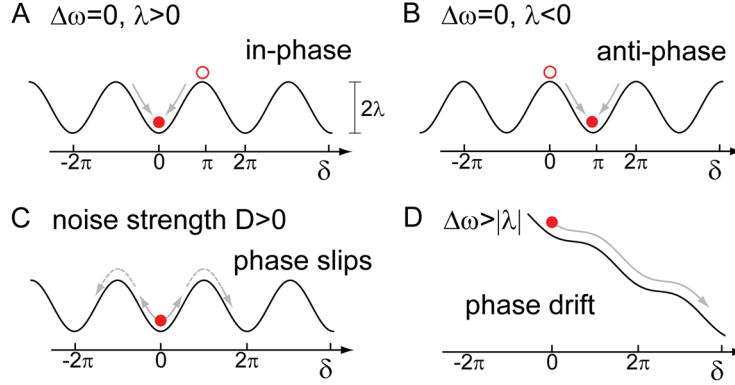 A Δω=0, λ>0
in-phase
2λ
-2π 0 π 2π δ
B Δω=0, λ<0
anti-phase
-2π 0 π 2π δ
C noise strength D>0
phase slips
-2π 0 2π δ
D Δω>|λ|
phase drift
-2π 0 2π δ